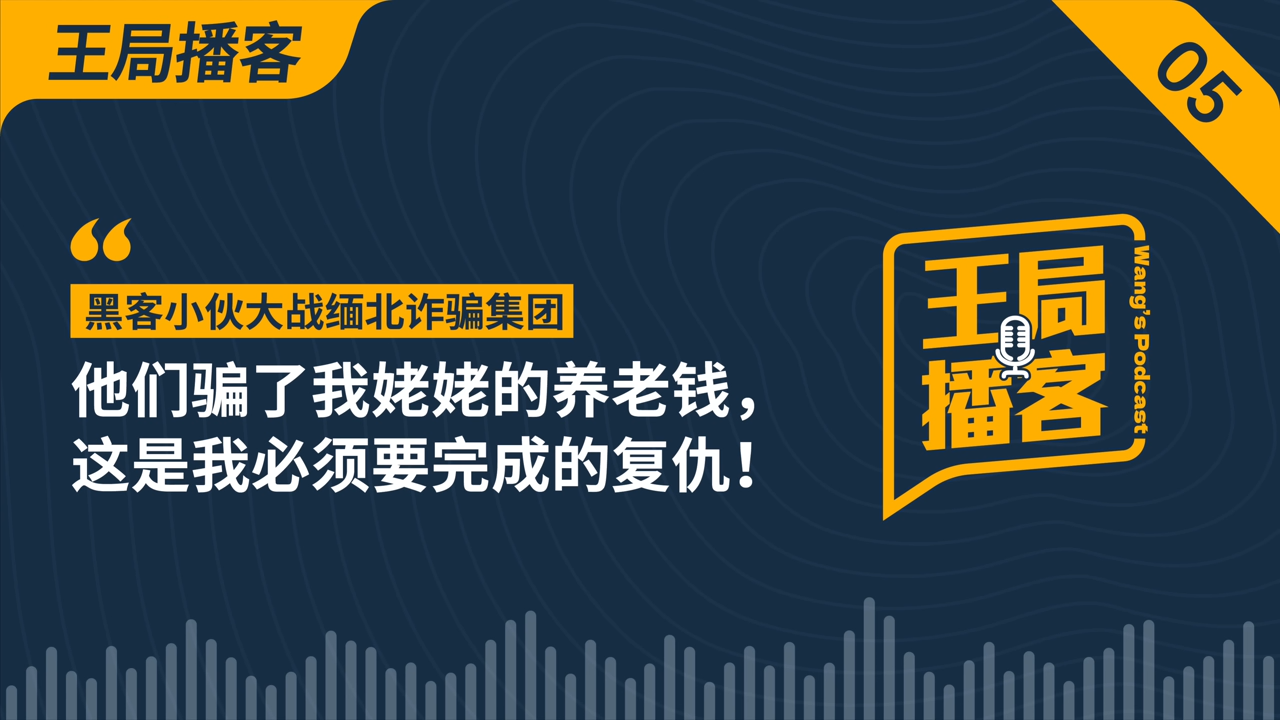 王局播客
05
黑客小伙大战缅北诈骗集团
他们骗了我姥姥的养老钱，
这是我必须要完成的复仇！
王局
播客
Wang's Podcast